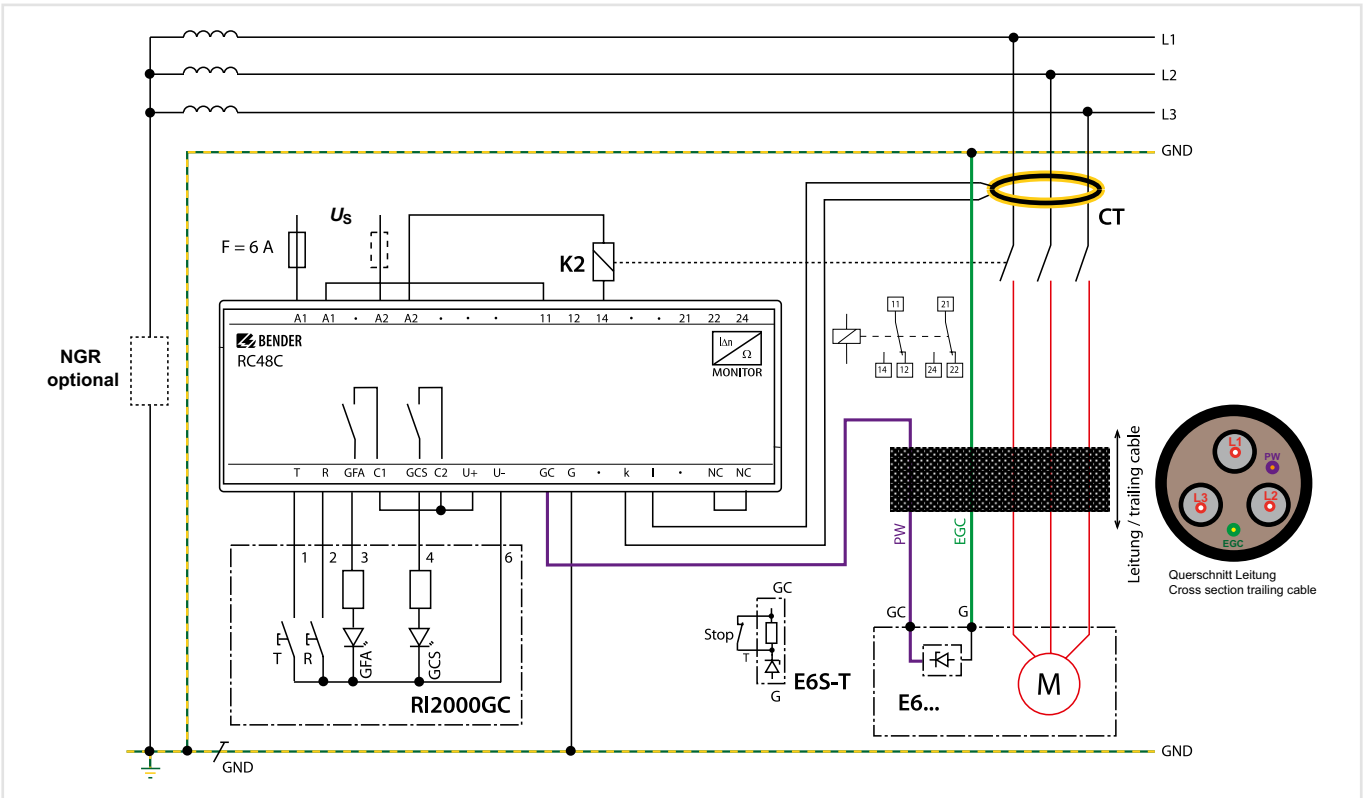 L1
L2
L3
GND
CT
US
F = 6 A
K2
A1 A1 · A2 A2 · · · 11 12 14 · · 21 22 24
BENDER
RC48C
I∆n
Ω
MONITOR
NGR
optional
11 21
14 12 24 22
T R GFA C1 GCS C2 U+ U- GC G · k l · NC NC
1 2 3 4 6
T R GFA GCS
RI2000GC
GC
Stop
T
G
E6S-T
PW
EGC
Leitung / trailing cable
GC G
E6...
M
L1
PW
L3 L2
EGC
Querschnitt Leitung
Cross section trailing cable
GND
GND